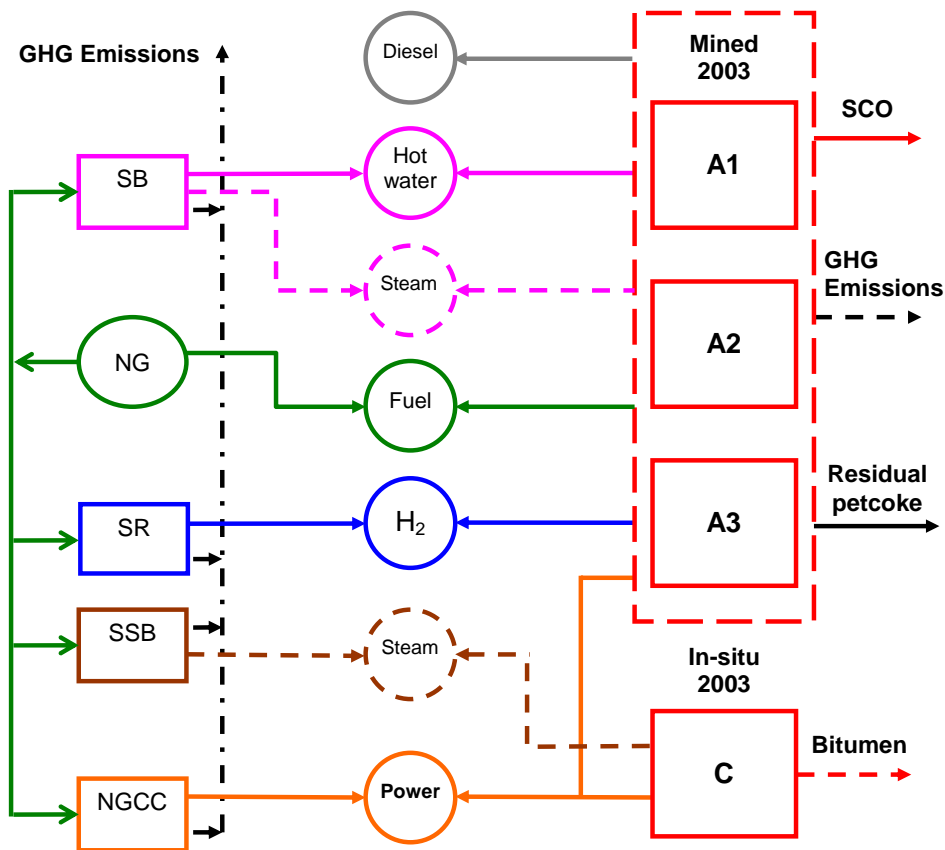 GHG Emissions
Diesel
Mined
2003
SCO
SB
Hot
water
A1
Steam
GHG
Emissions
NG
Fuel
A2
SR
H₂
A3
Residual
petcoke
SSB
Steam
In-situ
2003
NGCC
Power
C
Bitumen